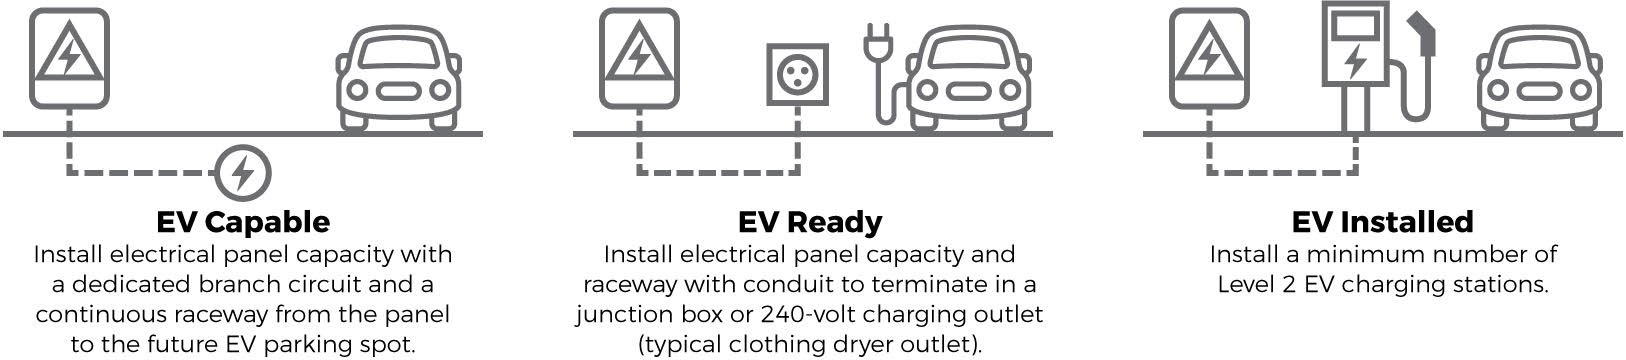 EV Capable
Install electrical panel capacity with
a dedicated branch circuit and a
continuous raceway from the panel
to the future EV parking spot.
EV Ready
Install electrical panel capacity and
raceway with conduit to terminate in a
junction box or 240-volt charging outlet
(typical clothing dryer outlet).
EV Installed
Install a minimum number of
Level 2 EV charging stations.